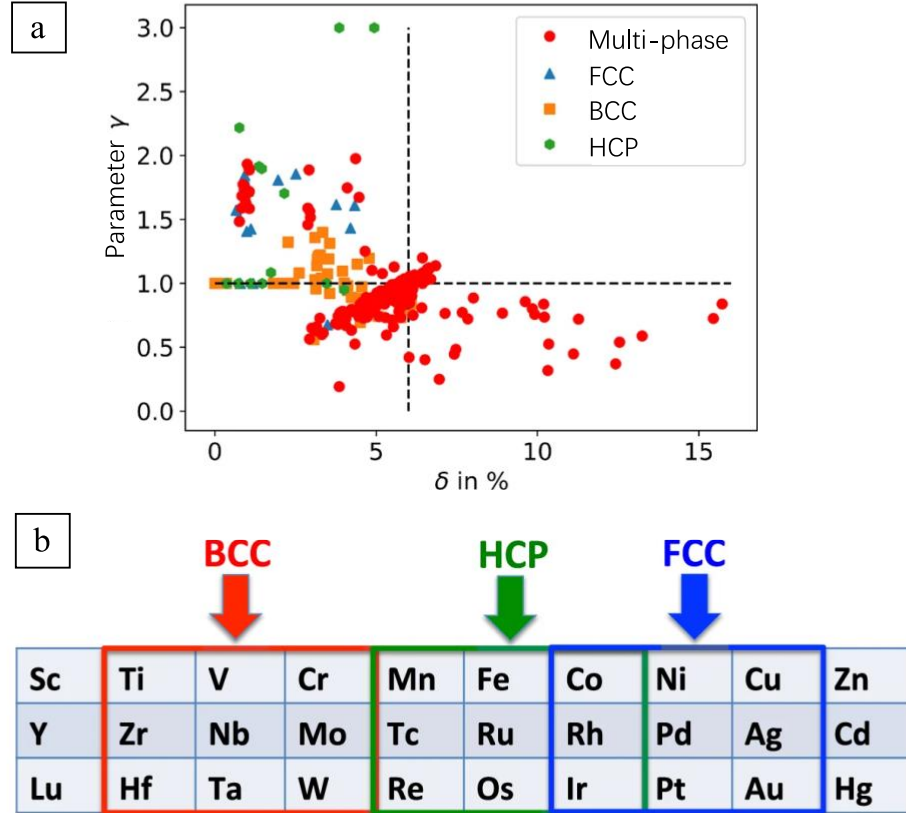 a
Parameter γ
3.0
2.5
2.0
1.5
1.0
0.5
0.0
Multi-phase
FCC
BCC
HCP
0 5 10 15
δ in %
b
BCC HCP FCC
Sc Ti V Cr Mn Fe Co Ni Cu Zn
Y Zr Nb Mo Tc Ru Rh Pd Ag Cd
Lu Hf Ta W Re Os Ir Pt Au Hg